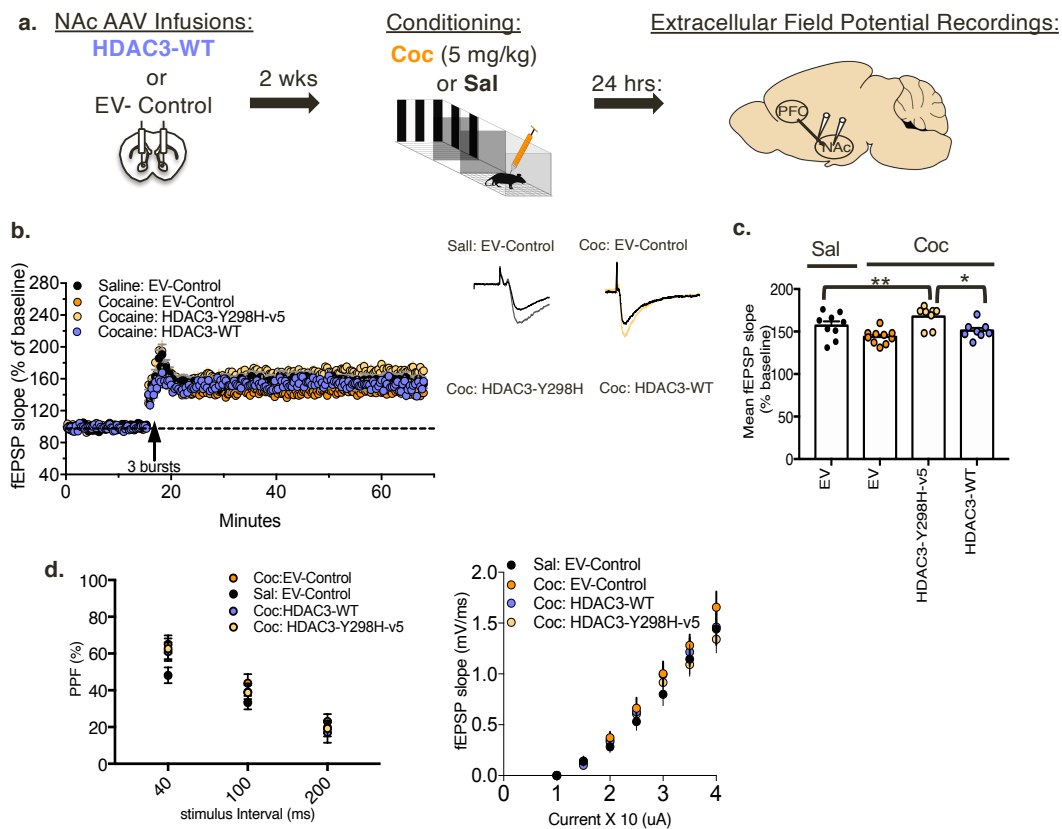 a.
NAc AAV Infusions:
HDAC3-WT
or
EV- Control
2 wks
Conditioning:
Coc (5 mg/kg)
or Sal
24 hrs:
Extracellular Field Potential Recordings:
PFC
NAc
b.
fEPSP slope (% of baseline)
280
240
200
160
120
80
40
Saline: EV-Control
Cocaine: EV-Control
Cocaine: HDAC3-Y298H-v5
Cocaine: HDAC3-WT
3 bursts
0
20
40
60
Minutes
Sall: EV-Control
Coc: EV-Control
Coc: HDAC3-Y298H
Coc: HDAC3-WT
c.
Sal
Coc
**
*
Mean fEPSP slope
(% baseline)
200
150
100
50
0
EV
EV
HDAC3-Y298H-v5
HDAC3-WT
d.
PPF (%)
100
80
60
40
20
0
Coc:EV-Control
Sal: EV-Control
Coc:HDAC3-WT
Coc: HDAC3-Y298H-v5
40
100
200
stimulus Interval (ms)
fEPSP slope (mV/ms)
2.0
1.5
1.0
0.5
0.0
Sal: EV-Control
Coc: EV-Control
Coc: HDAC3-WT
Coc: HDAC3-Y298H-v5
0
1
2
3
4
Current X 10 (uA)